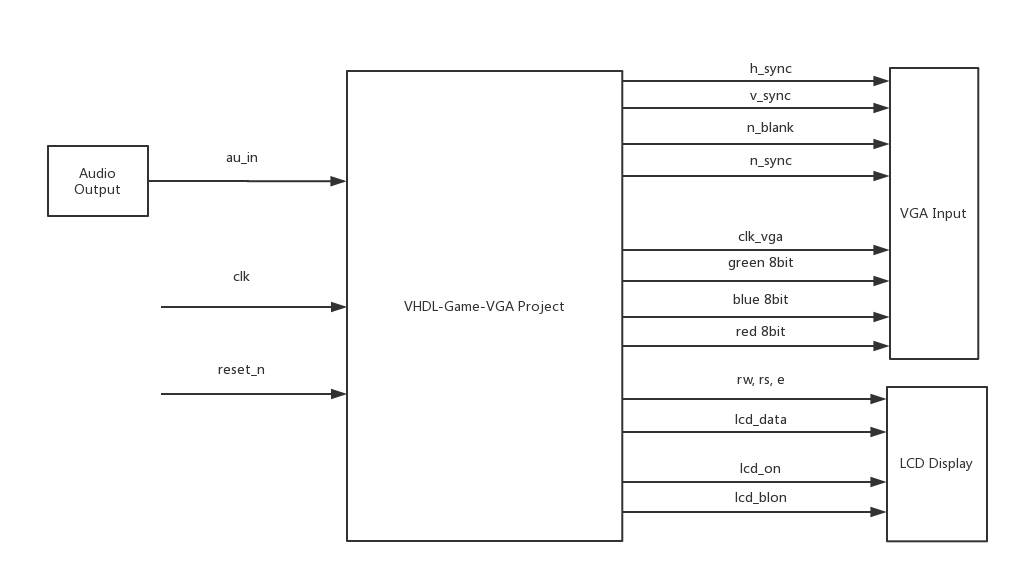 Audio
Output
au_in
clk
reset_n
VHDL-Game-VGA Project
h_sync
v_sync
n_blank
n_sync
clk_vga
green 8bit
blue 8bit
red 8bit
VGA Input
rw, rs, e
lcd_data
lcd_on
lcd_blon
LCD Display